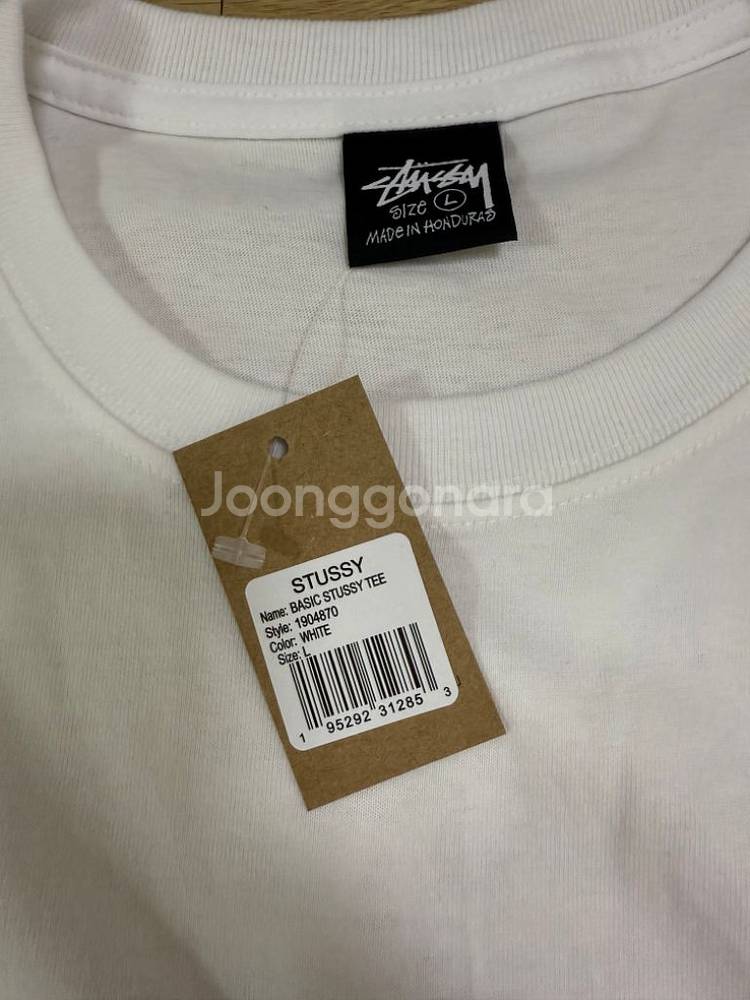 STÜSSY
SIZE L
MADE IN HONDURAS
Joonggonara
STUSSY
Name: BASIC STUSSY TEE
Style: 1904870
Color: WHITE
Size: L
1 95292 31285 3